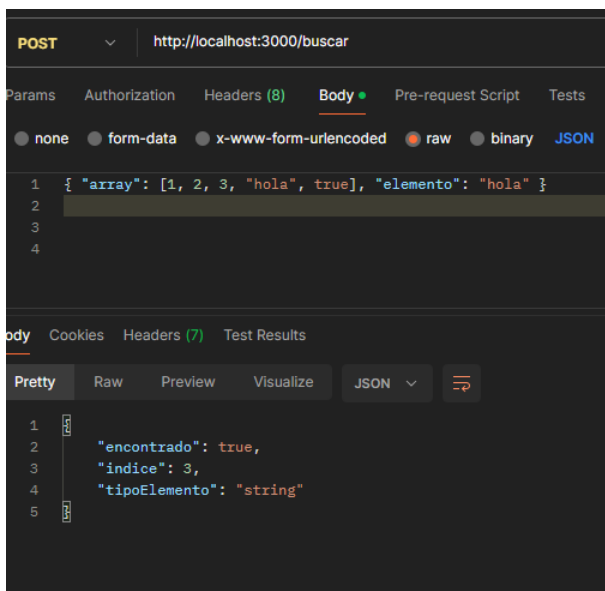 POST http://localhost:3000/buscar
Params Authorization Headers (8) Body Pre-request Script Tests
none form-data x-www-form-urlencoded raw binary JSON
1 { "array": [1, 2, 3, "hola", true], "elemento": "hola" }
2
3
4
ody Cookies Headers (7) Test Results
Pretty Raw Preview Visualize JSON
1 {
2 "encontrado": true,
3 "indice": 3,
4 "tipoElemento": "string"
5 }